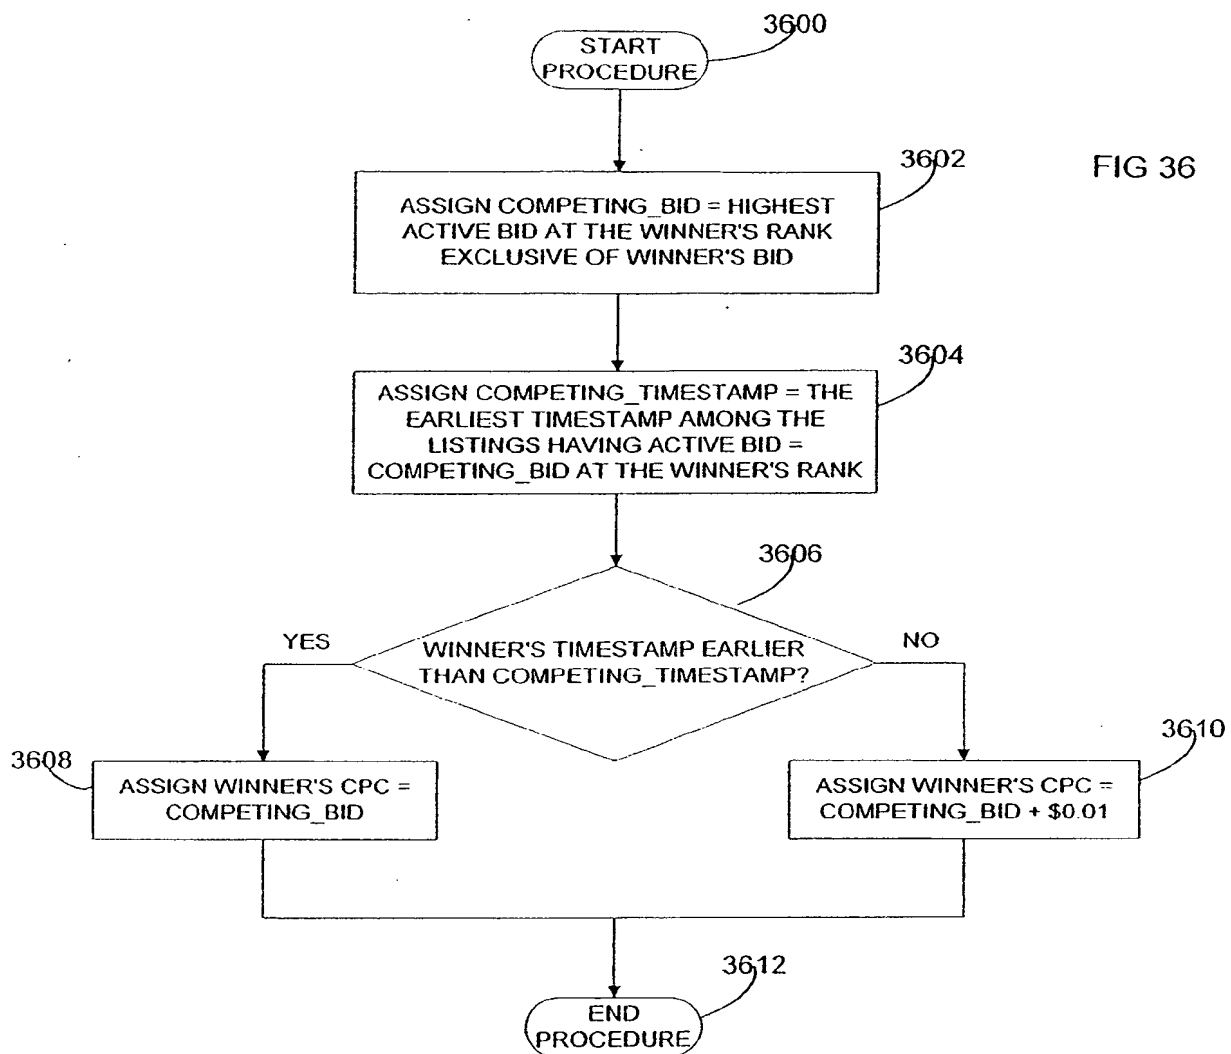 3600
START
PROCEDURE
FIG 36
3602
ASSIGN COMPETING_BID = HIGHEST
ACTIVE BID AT THE WINNER'S RANK
EXCLUSIVE OF WINNER'S BID
3604
ASSIGN COMPETING_TIMESTAMP = THE
EARLIEST TIMESTAMP AMONG THE
LISTINGS HAVING ACTIVE BID =
COMPETING_BID AT THE WINNER'S RANK
3606
WINNER'S TIMESTAMP EARLIER
THAN COMPETING_TIMESTAMP?
YES
NO
3608
ASSIGN WINNER'S CPC =
COMPETING_BID
3610
ASSIGN WINNER'S CPC =
COMPETING_BID + $0.01
3612
END
PROCEDURE